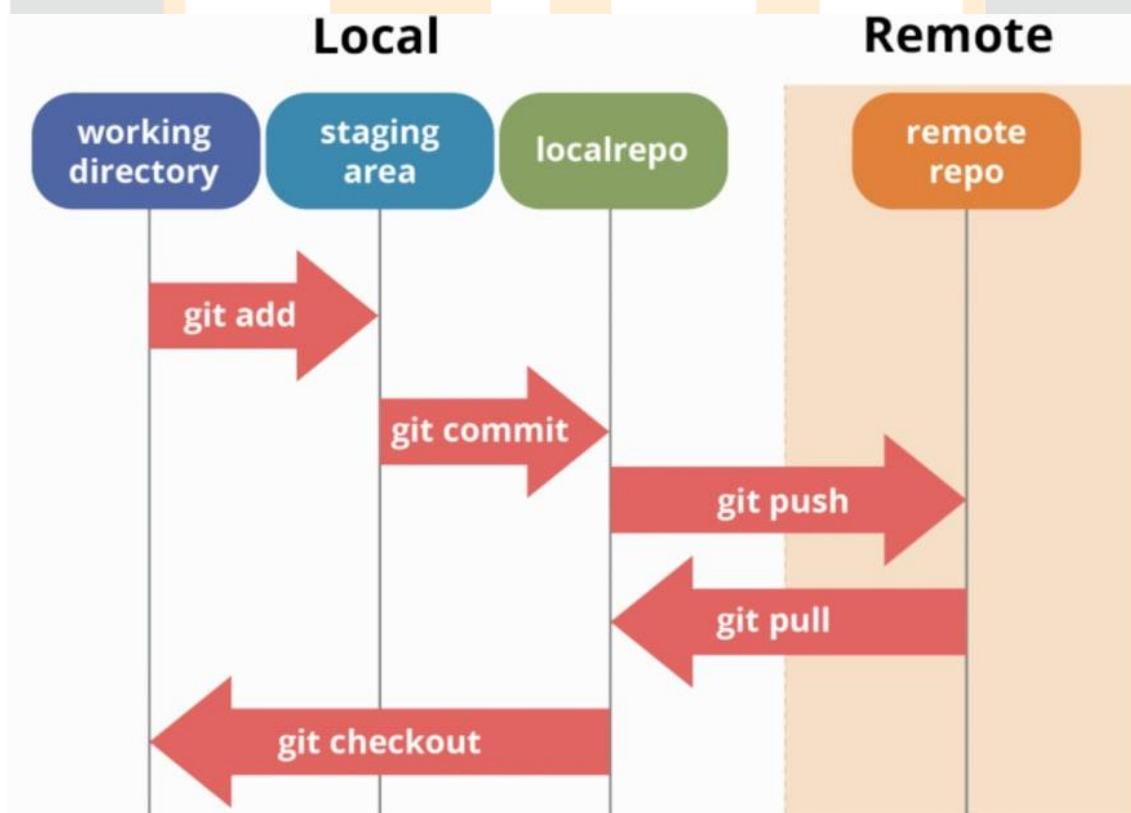 Local
Remote
working
directory
staging
area
localrepo
remote
repo
git add
git commit
git push
git pull
git checkout